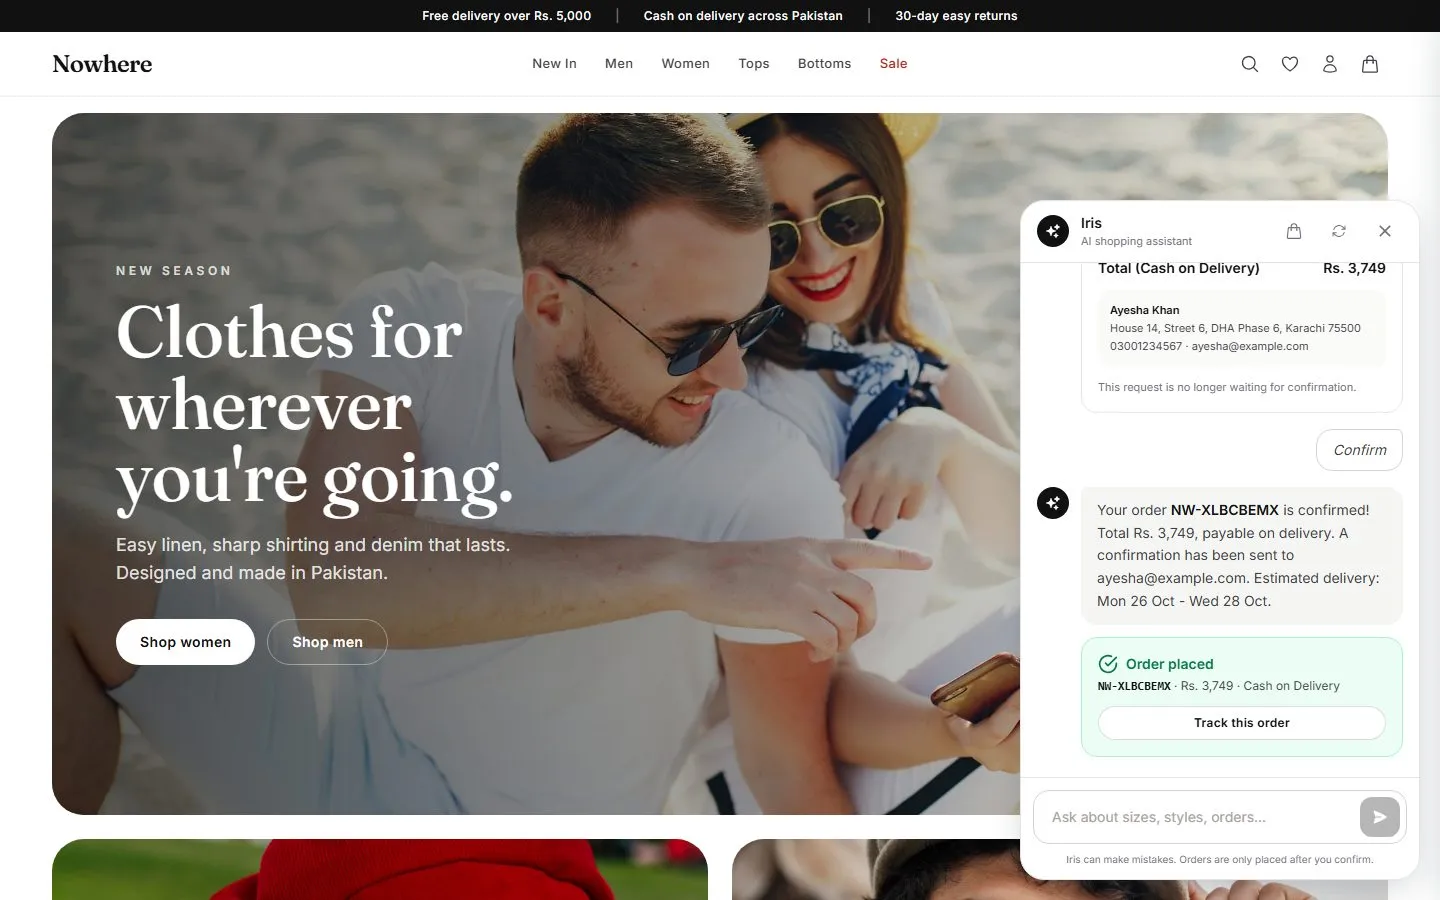 Free delivery over Rs. 5,000 | Cash on delivery across Pakistan | 30-day easy returns
Nowhere
New In Men Women Tops Bottoms Sale
NEW SEASON
Clothes for
wherever
you're going.
Easy linen, sharp shirting and denim that lasts.
Designed and made in Pakistan.
Shop women
Shop men
Iris
AI shopping assistant
Total (Cash on Delivery) Rs. 3,749
Ayesha Khan
House 14, Street 6, DHA Phase 6, Karachi 75500
03001234567 · ayesha@example.com
This request is no longer waiting for confirmation.
Confirm
Your order NW-XLBCBEMX is confirmed!
Total Rs. 3,749, payable on delivery. A
confirmation has been sent to
ayesha@example.com. Estimated delivery:
Mon 26 Oct - Wed 28 Oct.
Order placed
NW-XLBCBEMX · Rs. 3,749 · Cash on Delivery
Track this order
Ask about sizes, styles, orders...
Iris can make mistakes. Orders are only placed after you confirm.